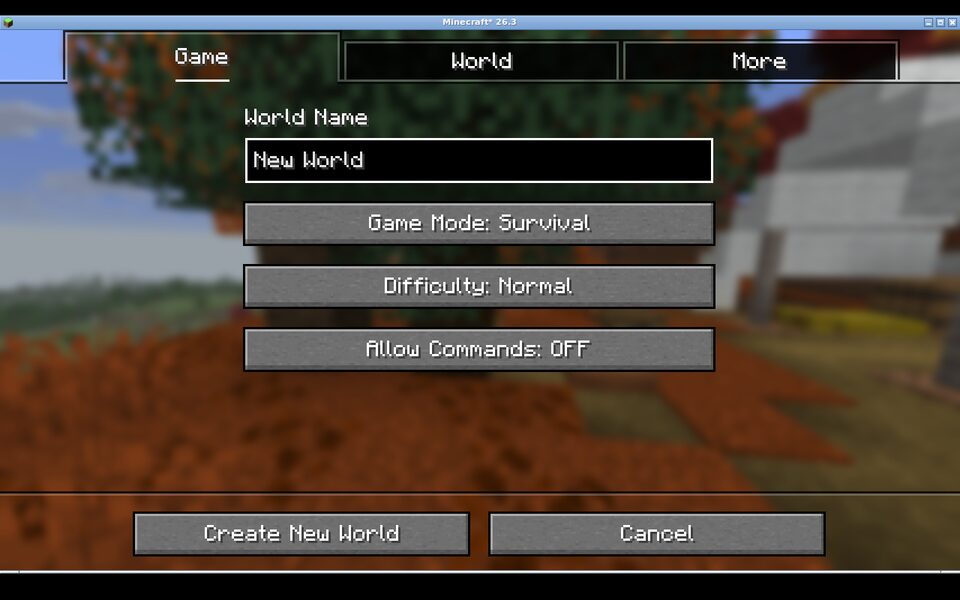 Minecraft* 26.3
Game
World
More
World Name
New World
Game Mode: Survival
Difficulty: Normal
Allow Commands: OFF
Create New World
Cancel